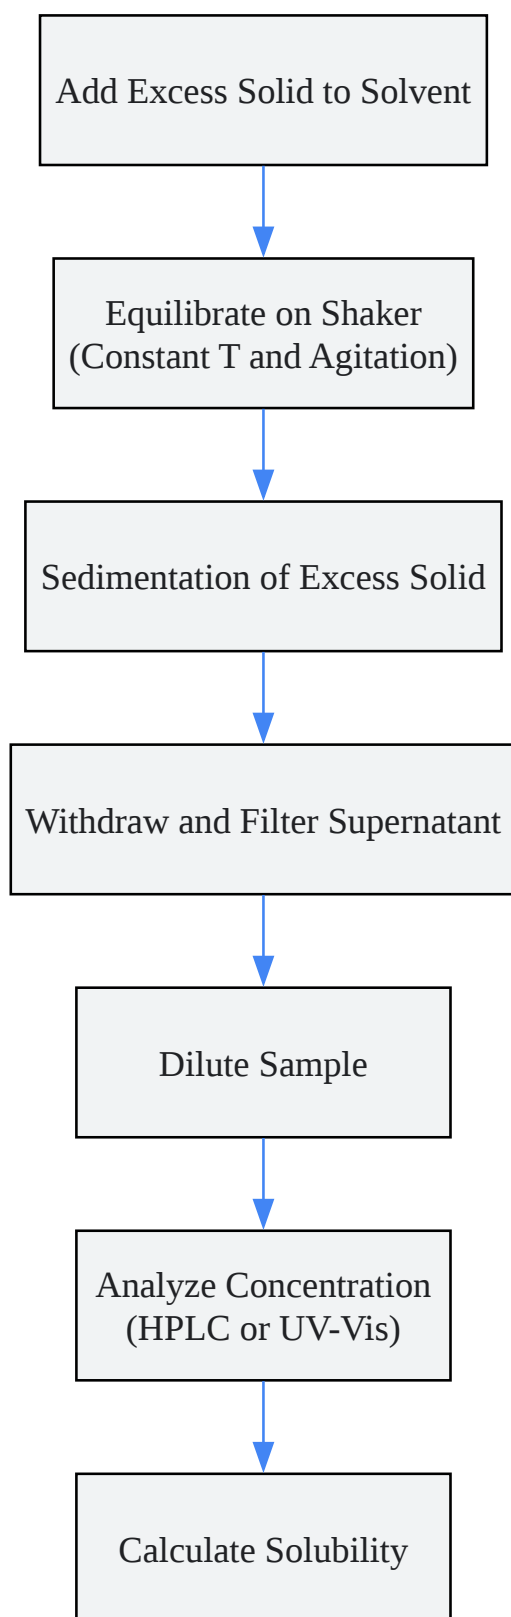 Add Excess Solid to Solvent
Equilibrate on Shaker
(Constant T and Agitation)
Sedimentation of Excess Solid
Withdraw and Filter Supernatant
Dilute Sample
Analyze Concentration
(HPLC or UV-Vis)
Calculate Solubility